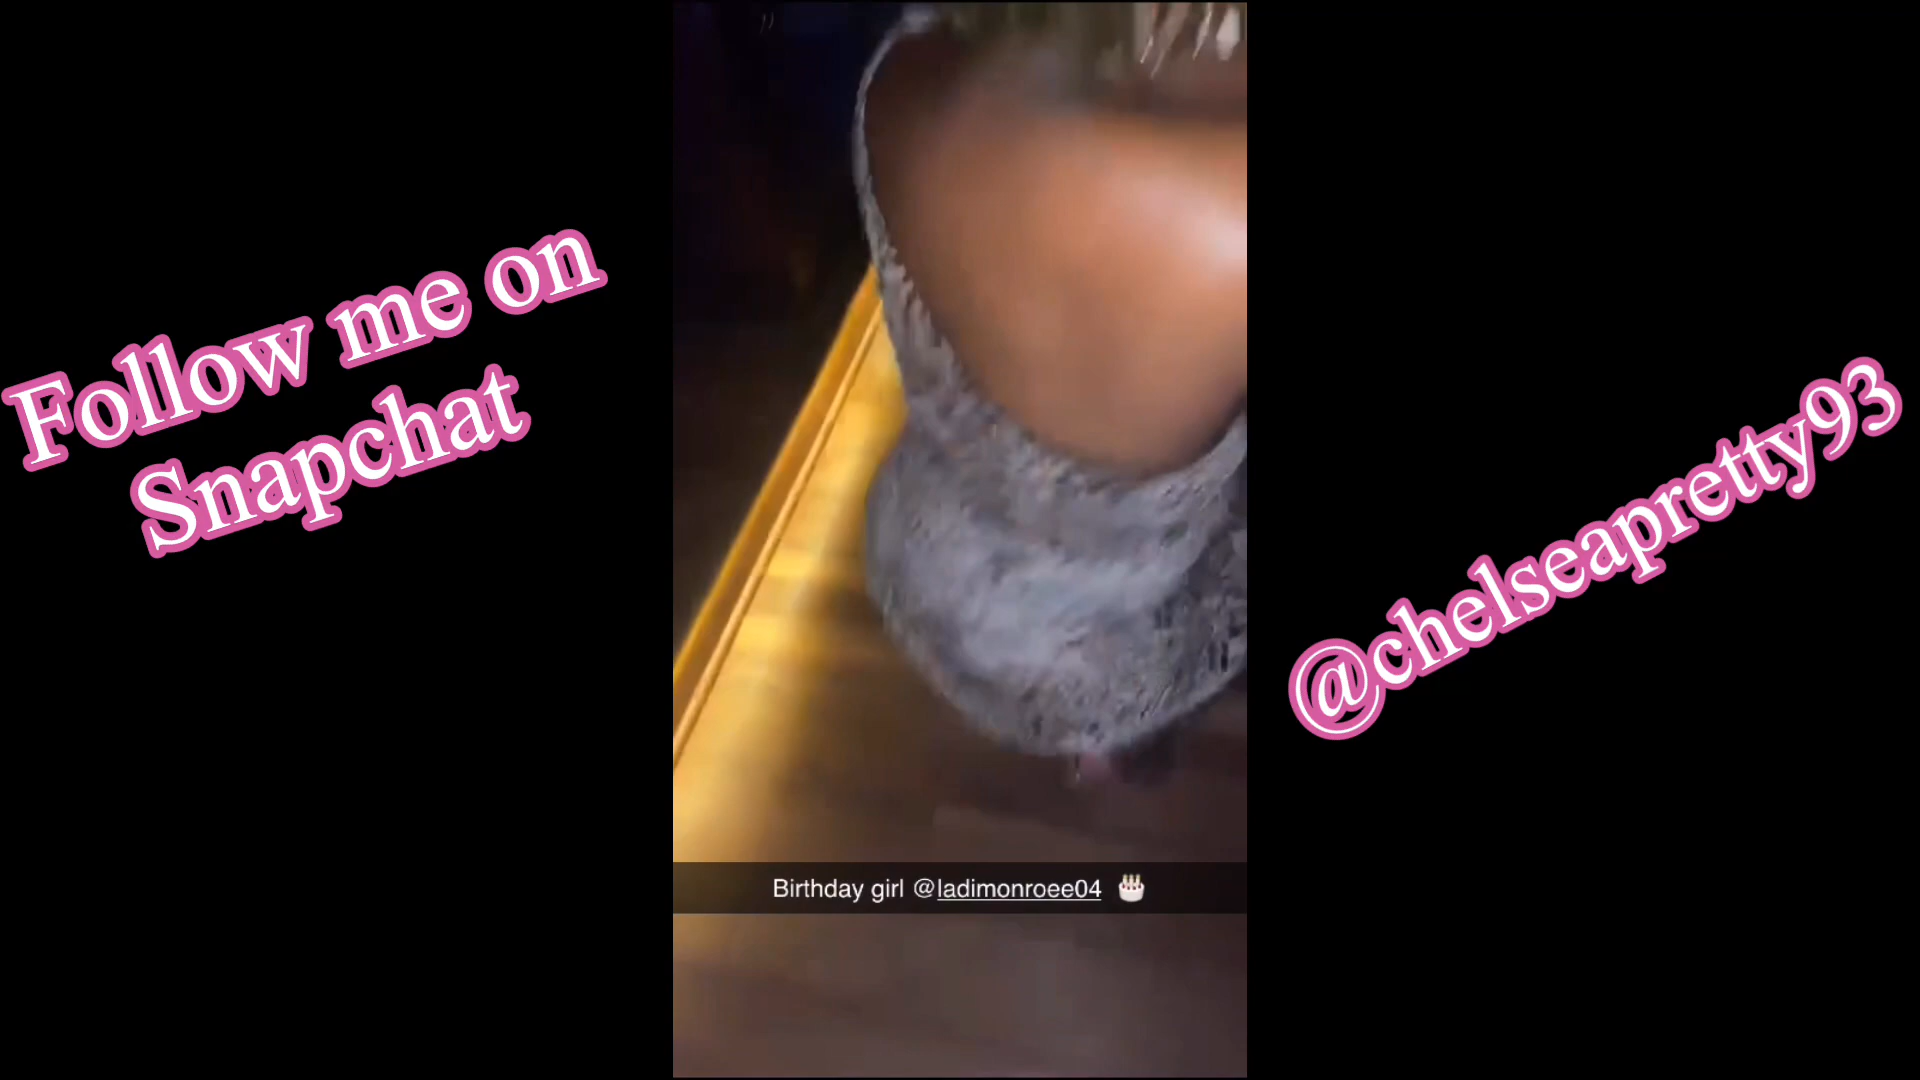 Follow me on
Snapchat
Birthday girl @ladimonroee04 🎂
@chelseapretty93